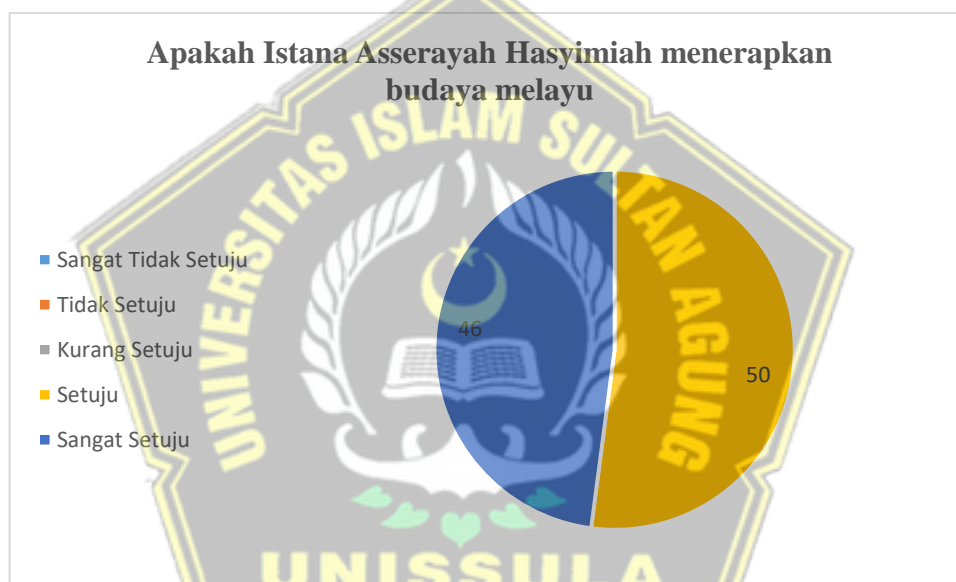 Apakah Istana Asserayah Hasyimiah menerapkan
budaya melayu
UNIVERSITAS ISLAM SULTAN AGUNG
Sangat Tidak Setuju
Tidak Setuju
Kurang Setuju
Setuju
Sangat Setuju
46
50
UNISSULA